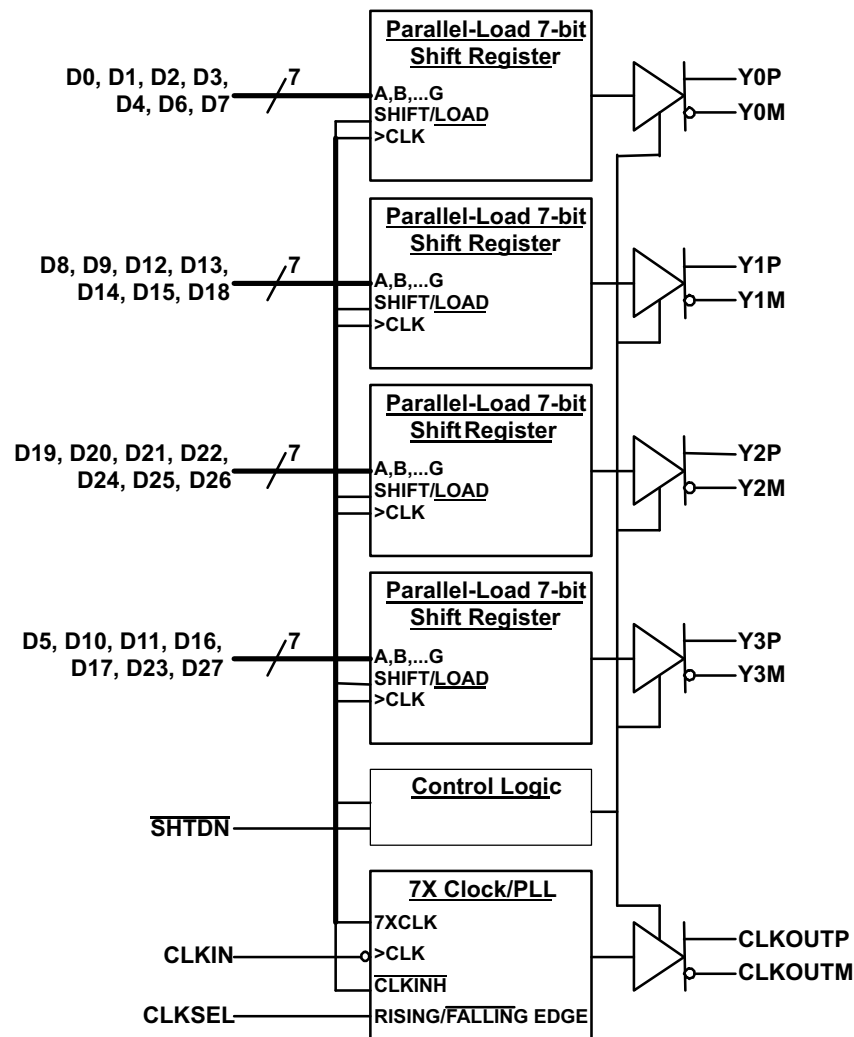 Parallel-Load 7-bit
Shift Register
D0, D1, D2, D3,
D4, D6, D7
7
A,B,...G
SHIFT/LOAD
>CLK
Y0P
Y0M
Parallel-Load 7-bit
Shift Register
D8, D9, D12, D13,
D14, D15, D18
7
A,B,...G
SHIFT/LOAD
>CLK
Y1P
Y1M
Parallel-Load 7-bit
Shift Register
D19, D20, D21, D22,
D24, D25, D26
7
A,B,...G
SHIFT/LOAD
>CLK
Y2P
Y2M
Parallel-Load 7-bit
Shift Register
D5, D10, D11, D16,
D17, D23, D27
7
A,B,...G
SHIFT/LOAD
>CLK
Y3P
Y3M
Control Logic
SHTDN
7X Clock/PLL
7XCLK
CLKIN
>CLK
CLKINH
CLKSEL
RISING/FALLING EDGE
CLKOUTP
CLKOUTM